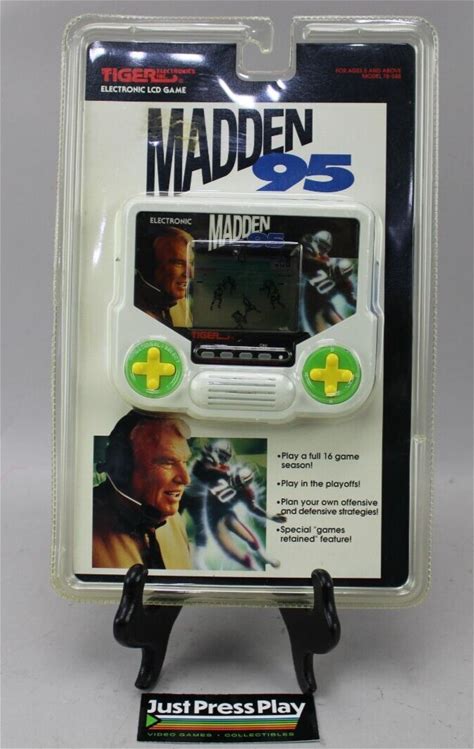 TIGER ELECTRONICS INC.
ELECTRONIC LCD GAME
FOR AGES 5 AND ABOVE
MADDEN
95
ELECTRONIC
MADDEN
95
TIGER
20
•Play a full 16 game
season!
•Play in the playoffs!
•Plan your own offensive
and defensive strategies!
•Special "games
retained" feature!
20
JUST PRESS PLAY
VIDEO GAMES • COLLECTIBLES